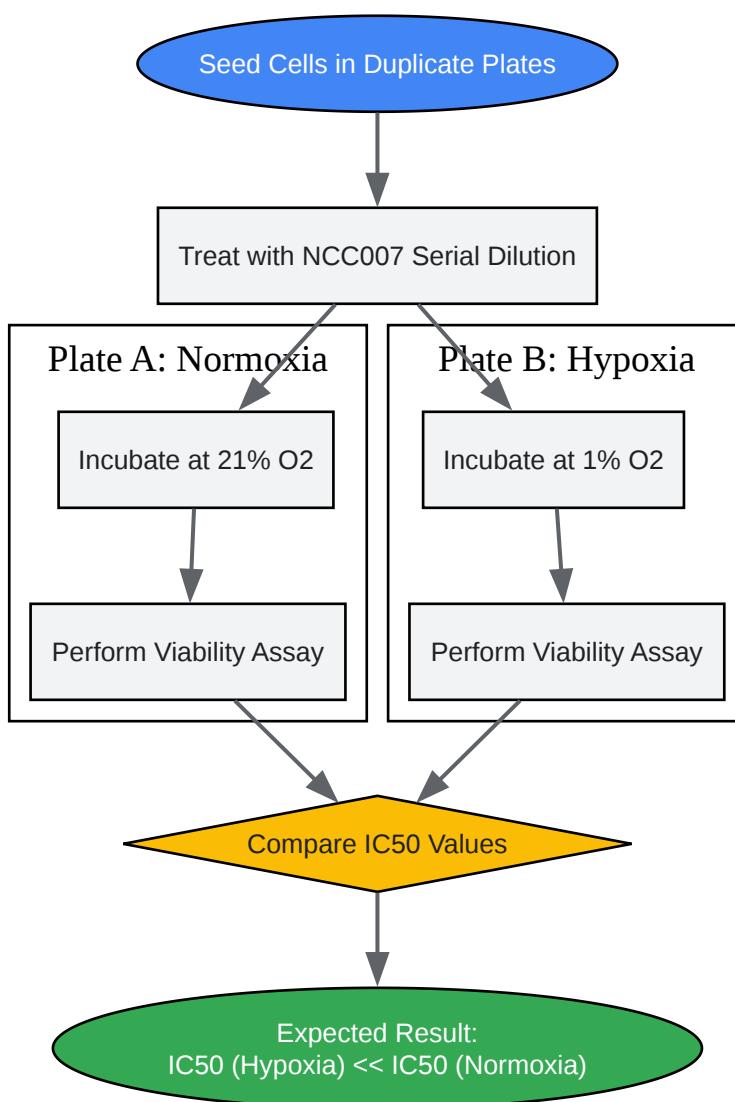 Seed Cells in Duplicate Plates
Treat with NCC007 Serial Dilution
Plate A: Normoxia
Incubate at 21% O2
Perform Viability Assay
Plate B: Hypoxia
Incubate at 1% O2
Perform Viability Assay
Compare IC50 Values
Expected Result:
IC50 (Hypoxia) << IC50 (Normoxia)